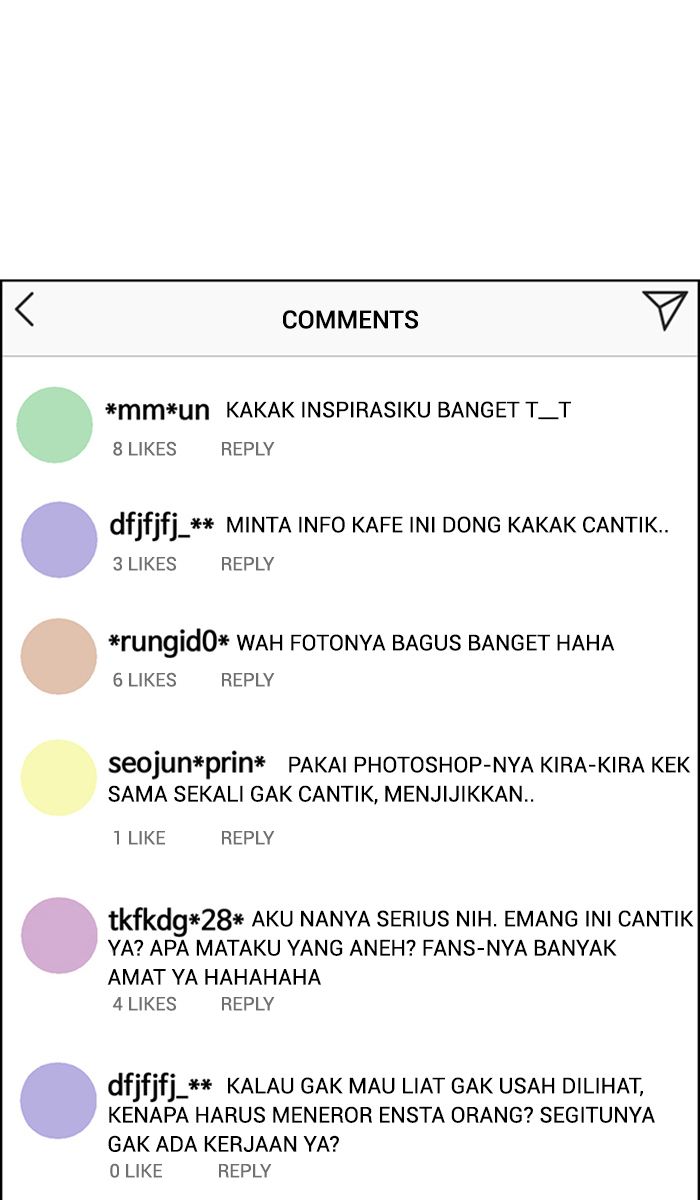 COMMENTS
*mm*un KAKAK INSPIRASIKU BANGET T__T
8 LIKES REPLY
dfjfjfj_** MINTA INFO KAFE INI DONG KAKAK CANTIK..
3 LIKES REPLY
*rungid0* WAH FOTONYA BAGUS BANGET HAHA
6 LIKES REPLY
seojun*prin* PAKAI PHOTOSHOP-NYA KIRA-KIRA KEK
SAMA SEKALI GAK CANTIK, MENJIJIKKAN..
1 LIKE REPLY
tkfkdg*28* AKU NANYA SERIUS NIH. EMANG INI CANTIK
YA? APA MATAKU YANG ANEH? FANS-NYA BANYAK
AMAT YA HAHAHAHA
4 LIKES REPLY
dfjfjfj_** KALAU GAK MAU LIAT GAK USAH DILIHAT,
KENAPA HARUS MENEROR ENSTA ORANG? SEGITUNYA
GAK ADA KERJAAN YA?
0 LIKE REPLY